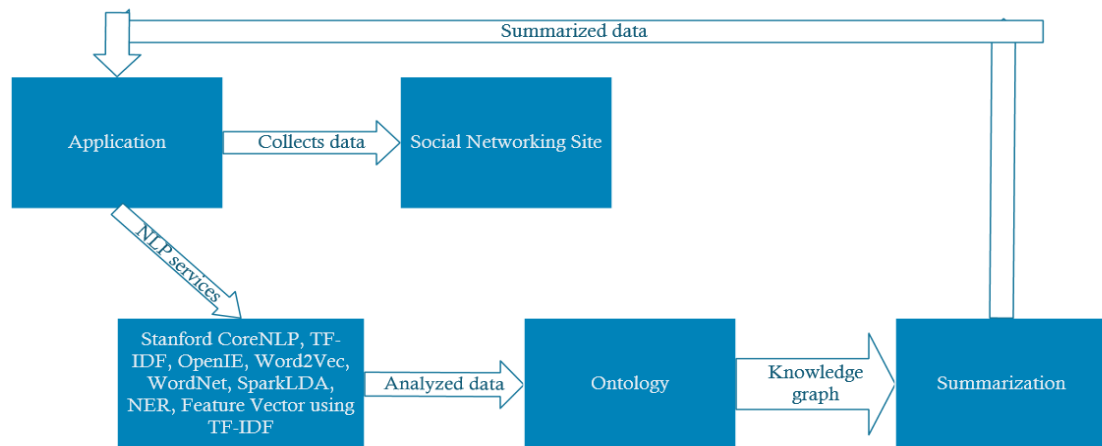 Summarized data
Application
Collects data
Social Networking Site
NLP services
Stanford CoreNLP, TF-
IDF, OpenIE, Word2Vec,
WordNet, SparkLDA,
NER, Feature Vector using
TF-IDF
Analyzed data
Ontology
Knowledge
graph
Summarization